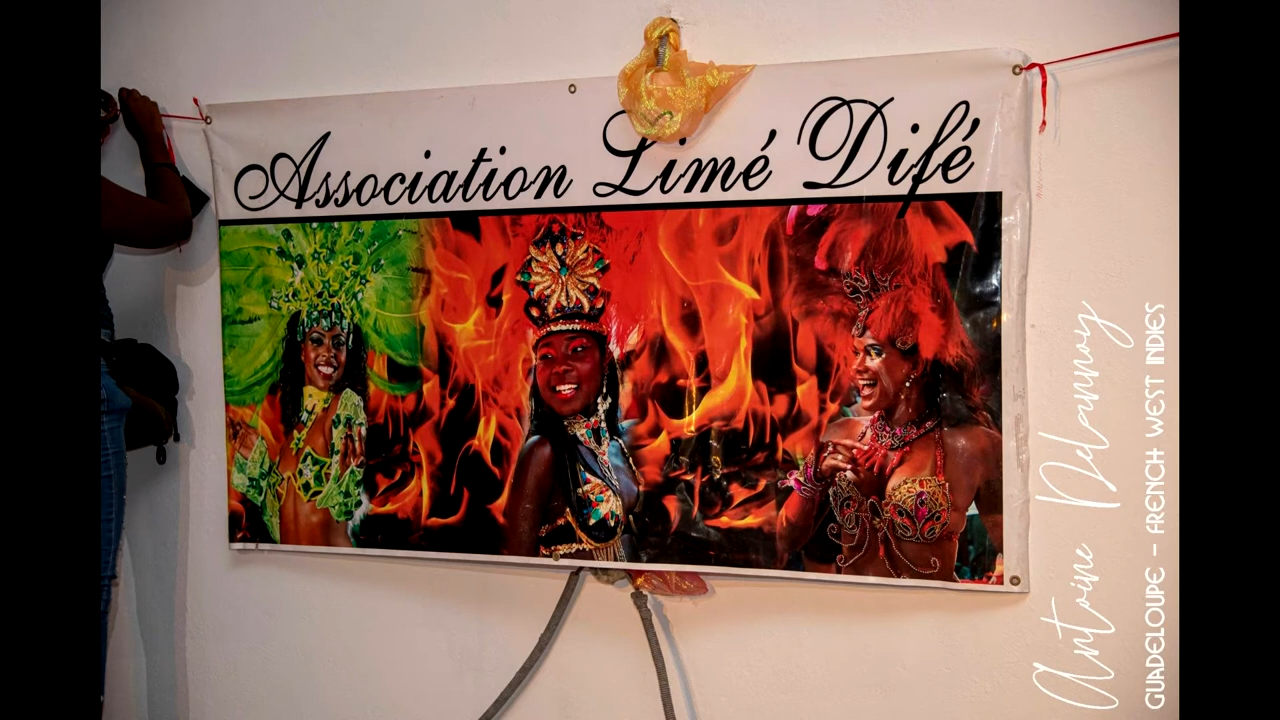 Association Limé Difé
Antoine Delannoy
GUADELOUPE - FRENCH WEST INDIES